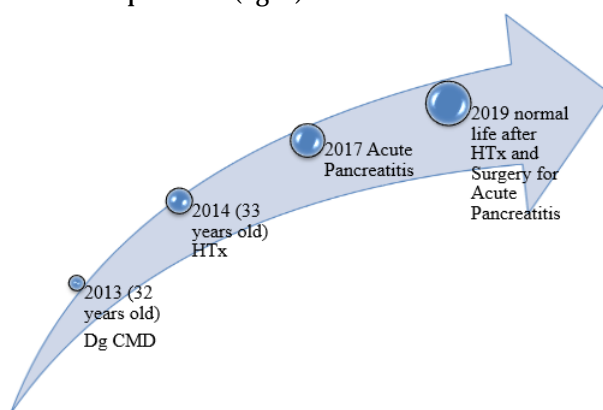 2013 (32
years old)
Dg CMD
2014 (33
years old)
HTx
2017 Acute
Pancreatitis
2019 normal
life after
HTx and
Surgery for
Acute
Pancreatitis